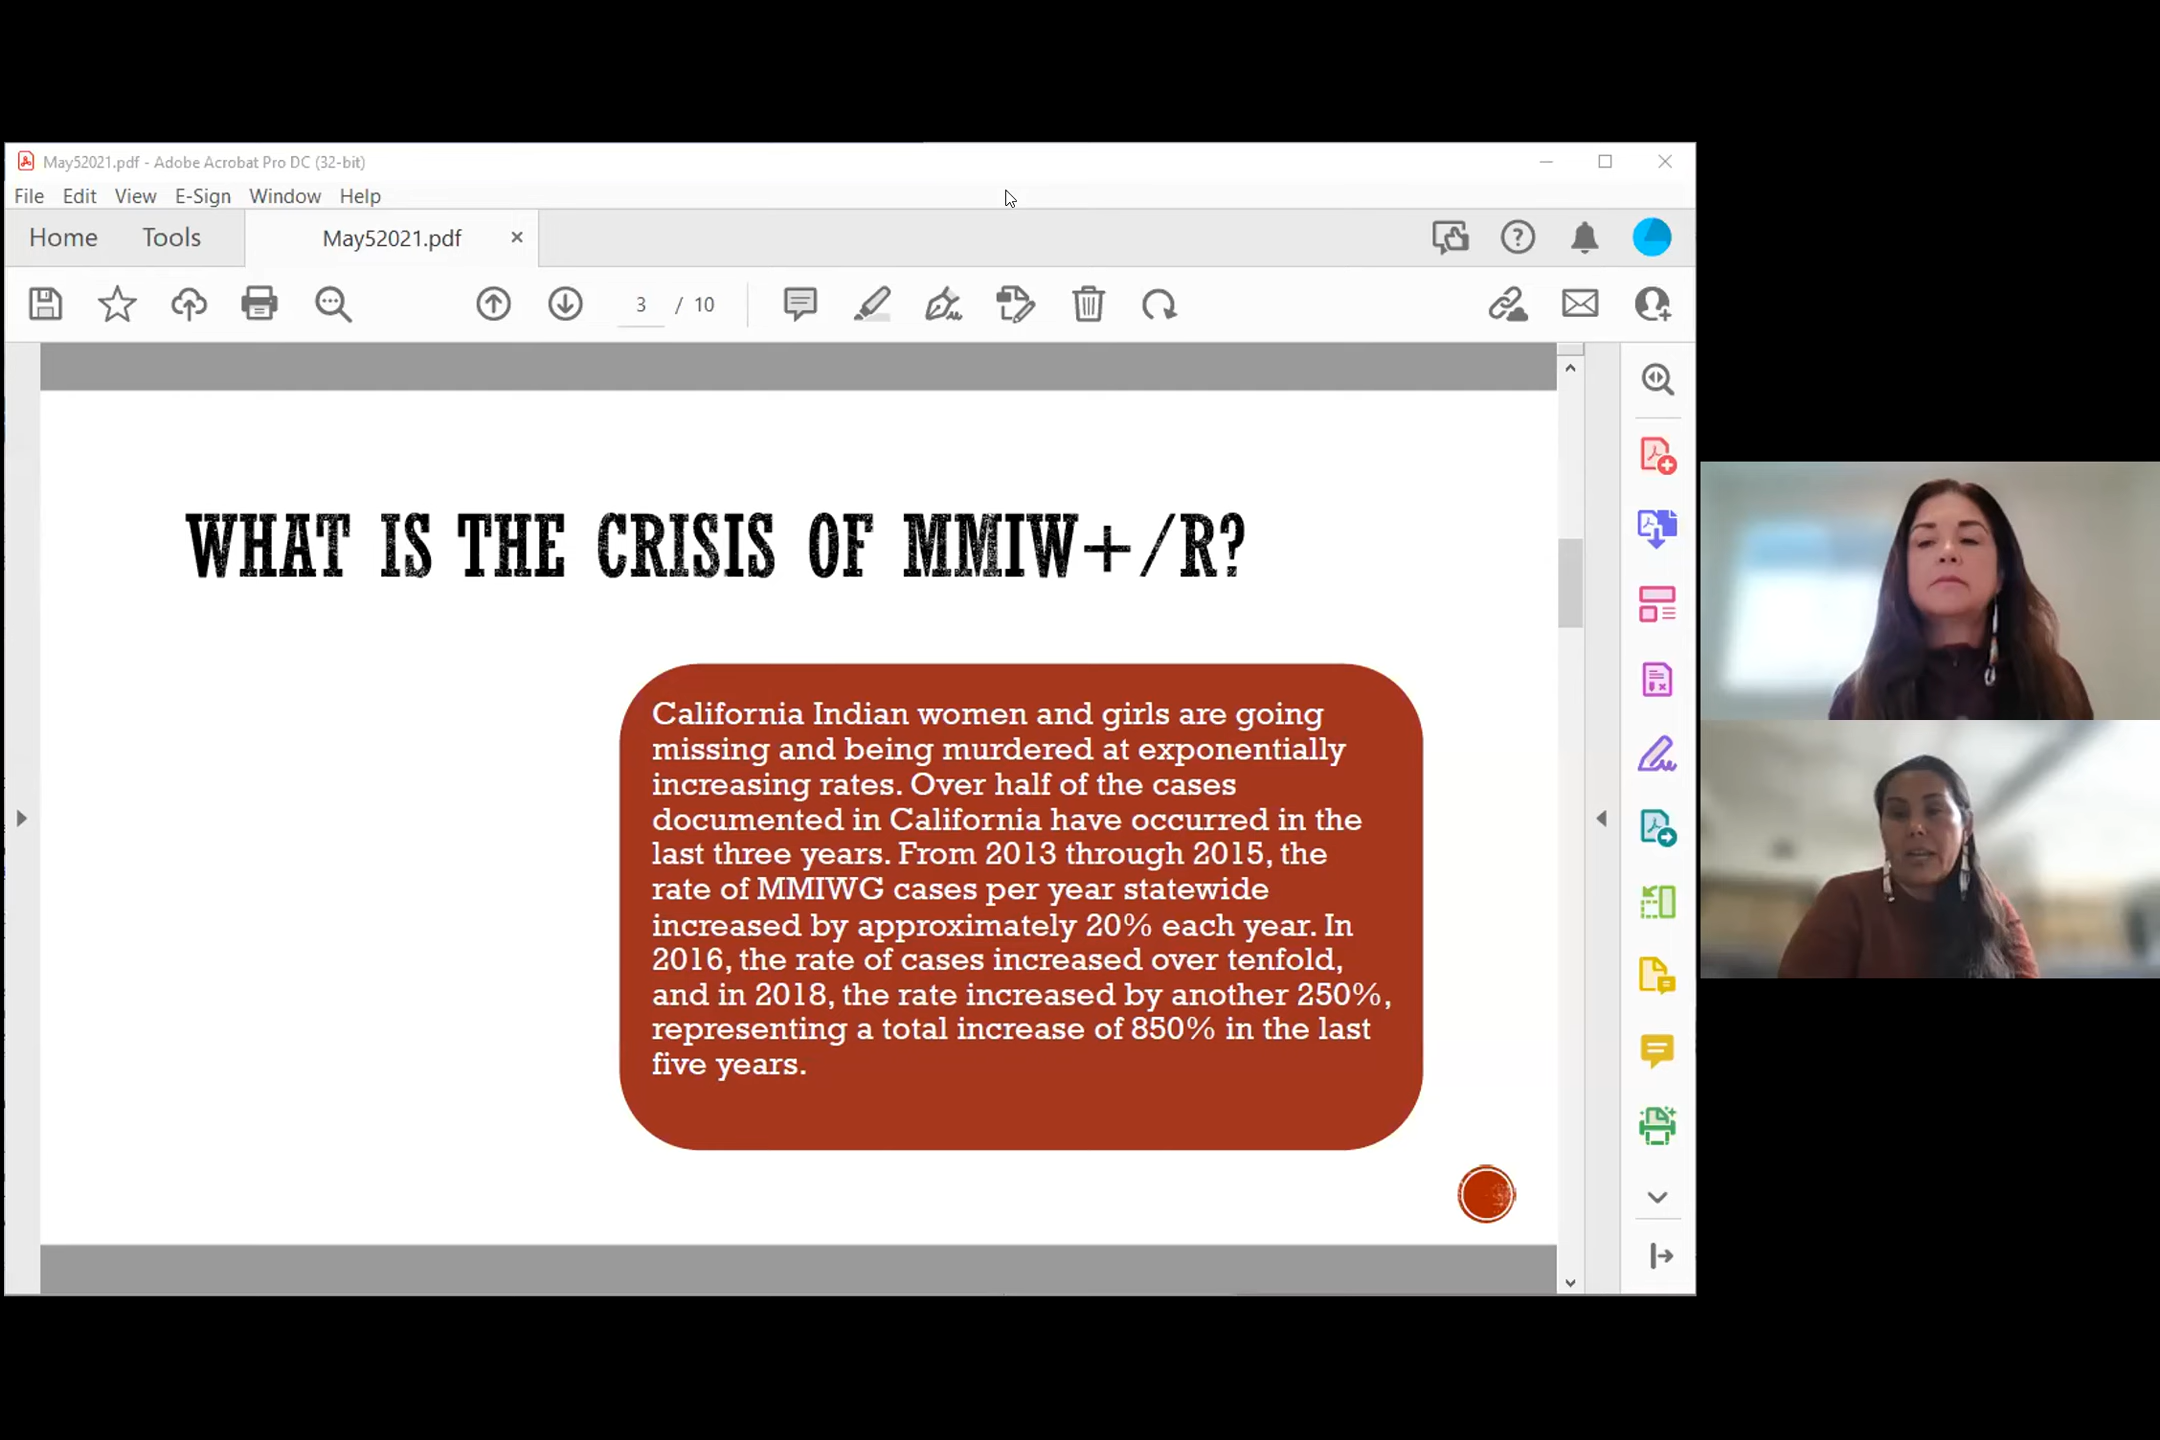 May52021.pdf - Adobe Acrobat Pro DC (32-bit)
File Edit View E-Sign Window Help
Home Tools May52021.pdf
3 / 10
WHAT IS THE CRISIS OF MMIW+/R?
California Indian women and girls are going
missing and being murdered at exponentially
increasing rates. Over half of the cases
documented in California have occurred in the
last three years. From 2013 through 2015, the
rate of MMIWG cases per year statewide
increased by approximately 20% each year. In
2016, the rate of cases increased over tenfold,
and in 2018, the rate increased by another 250%,
representing a total increase of 850% in the last
five years.